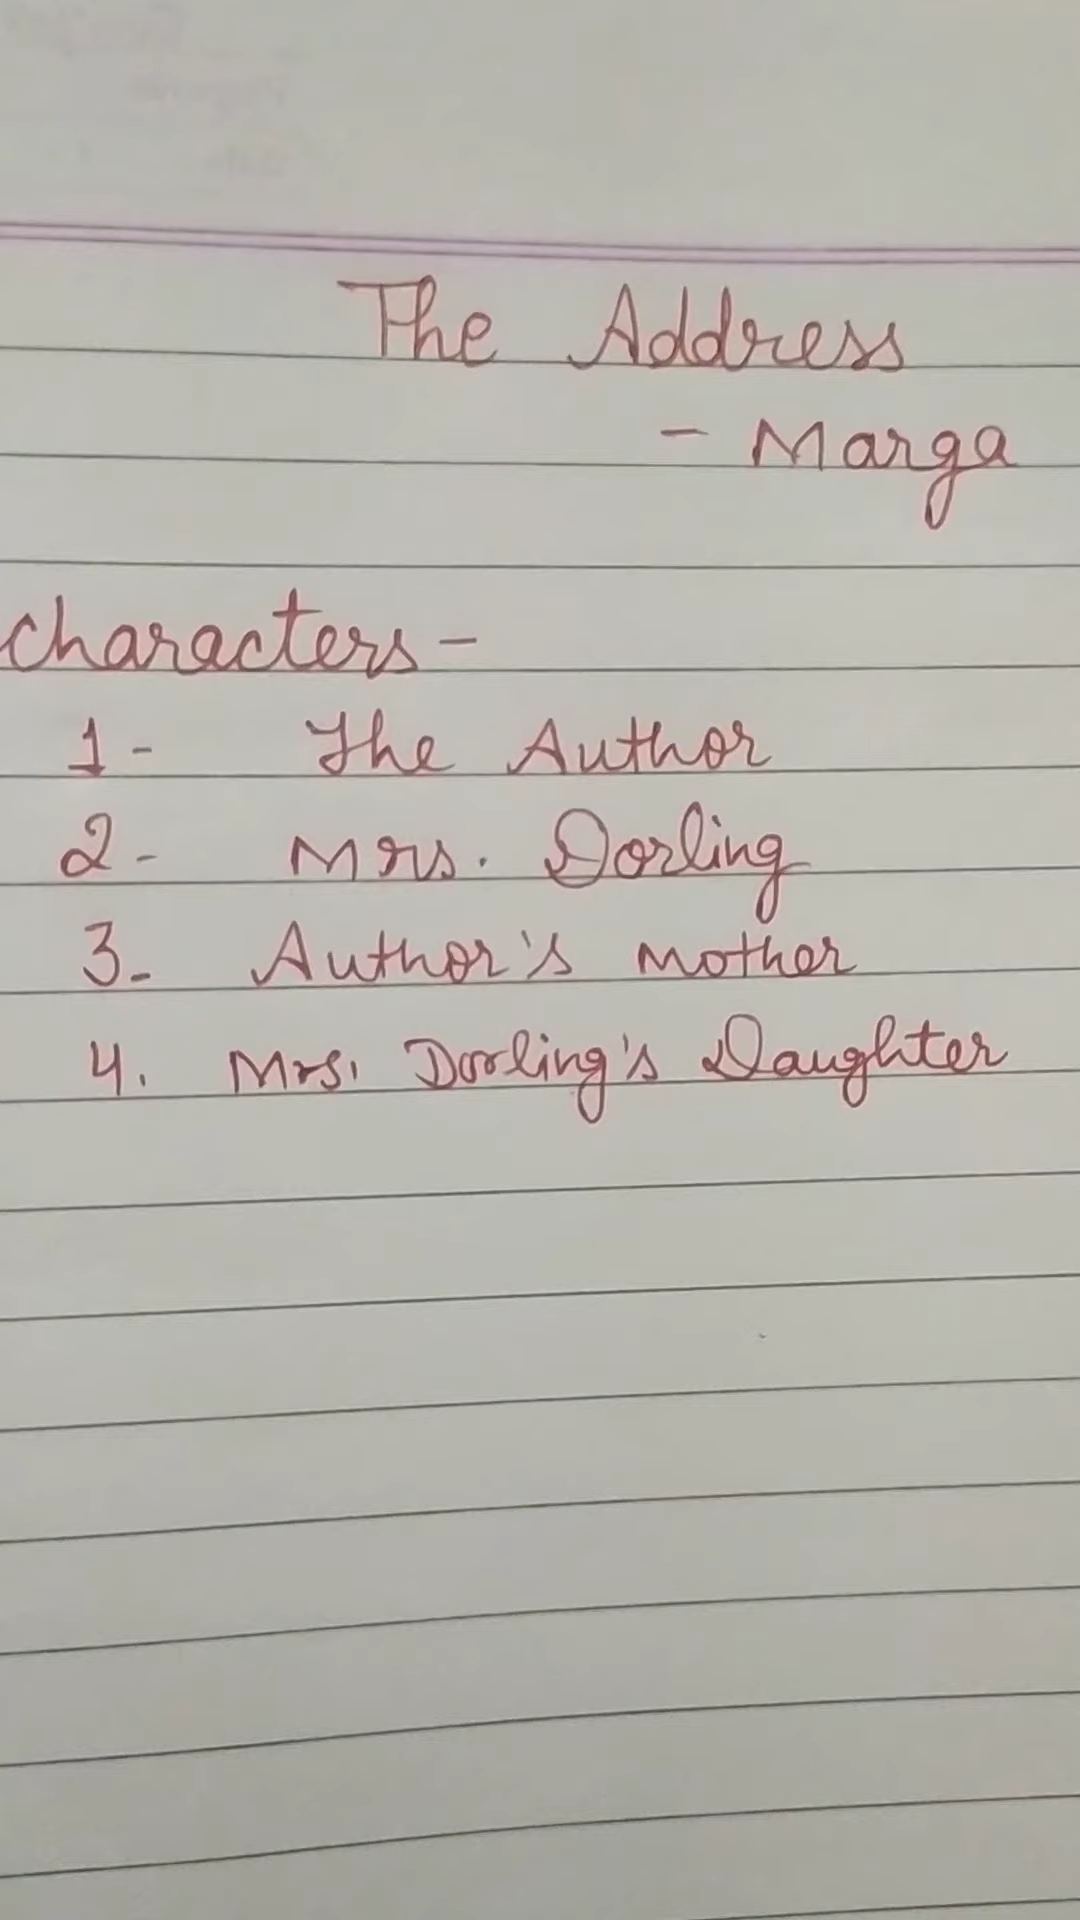 The Address
- Marga
Characters -
1- The Author
2- Mrs. Dorling
3- Author's Mother
4. Mrs. Dorling's Daughter